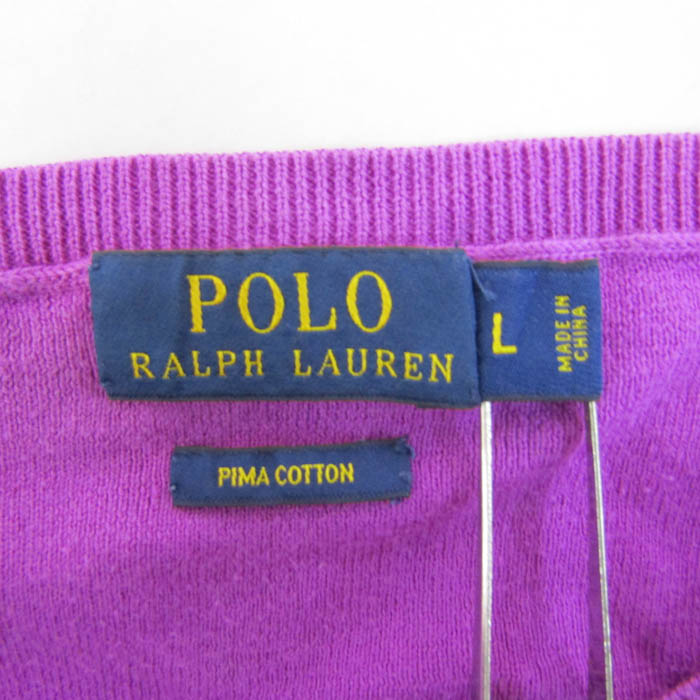 POLO
RALPH LAUREN
L
MADE IN
CHINA
PIMA COTTON